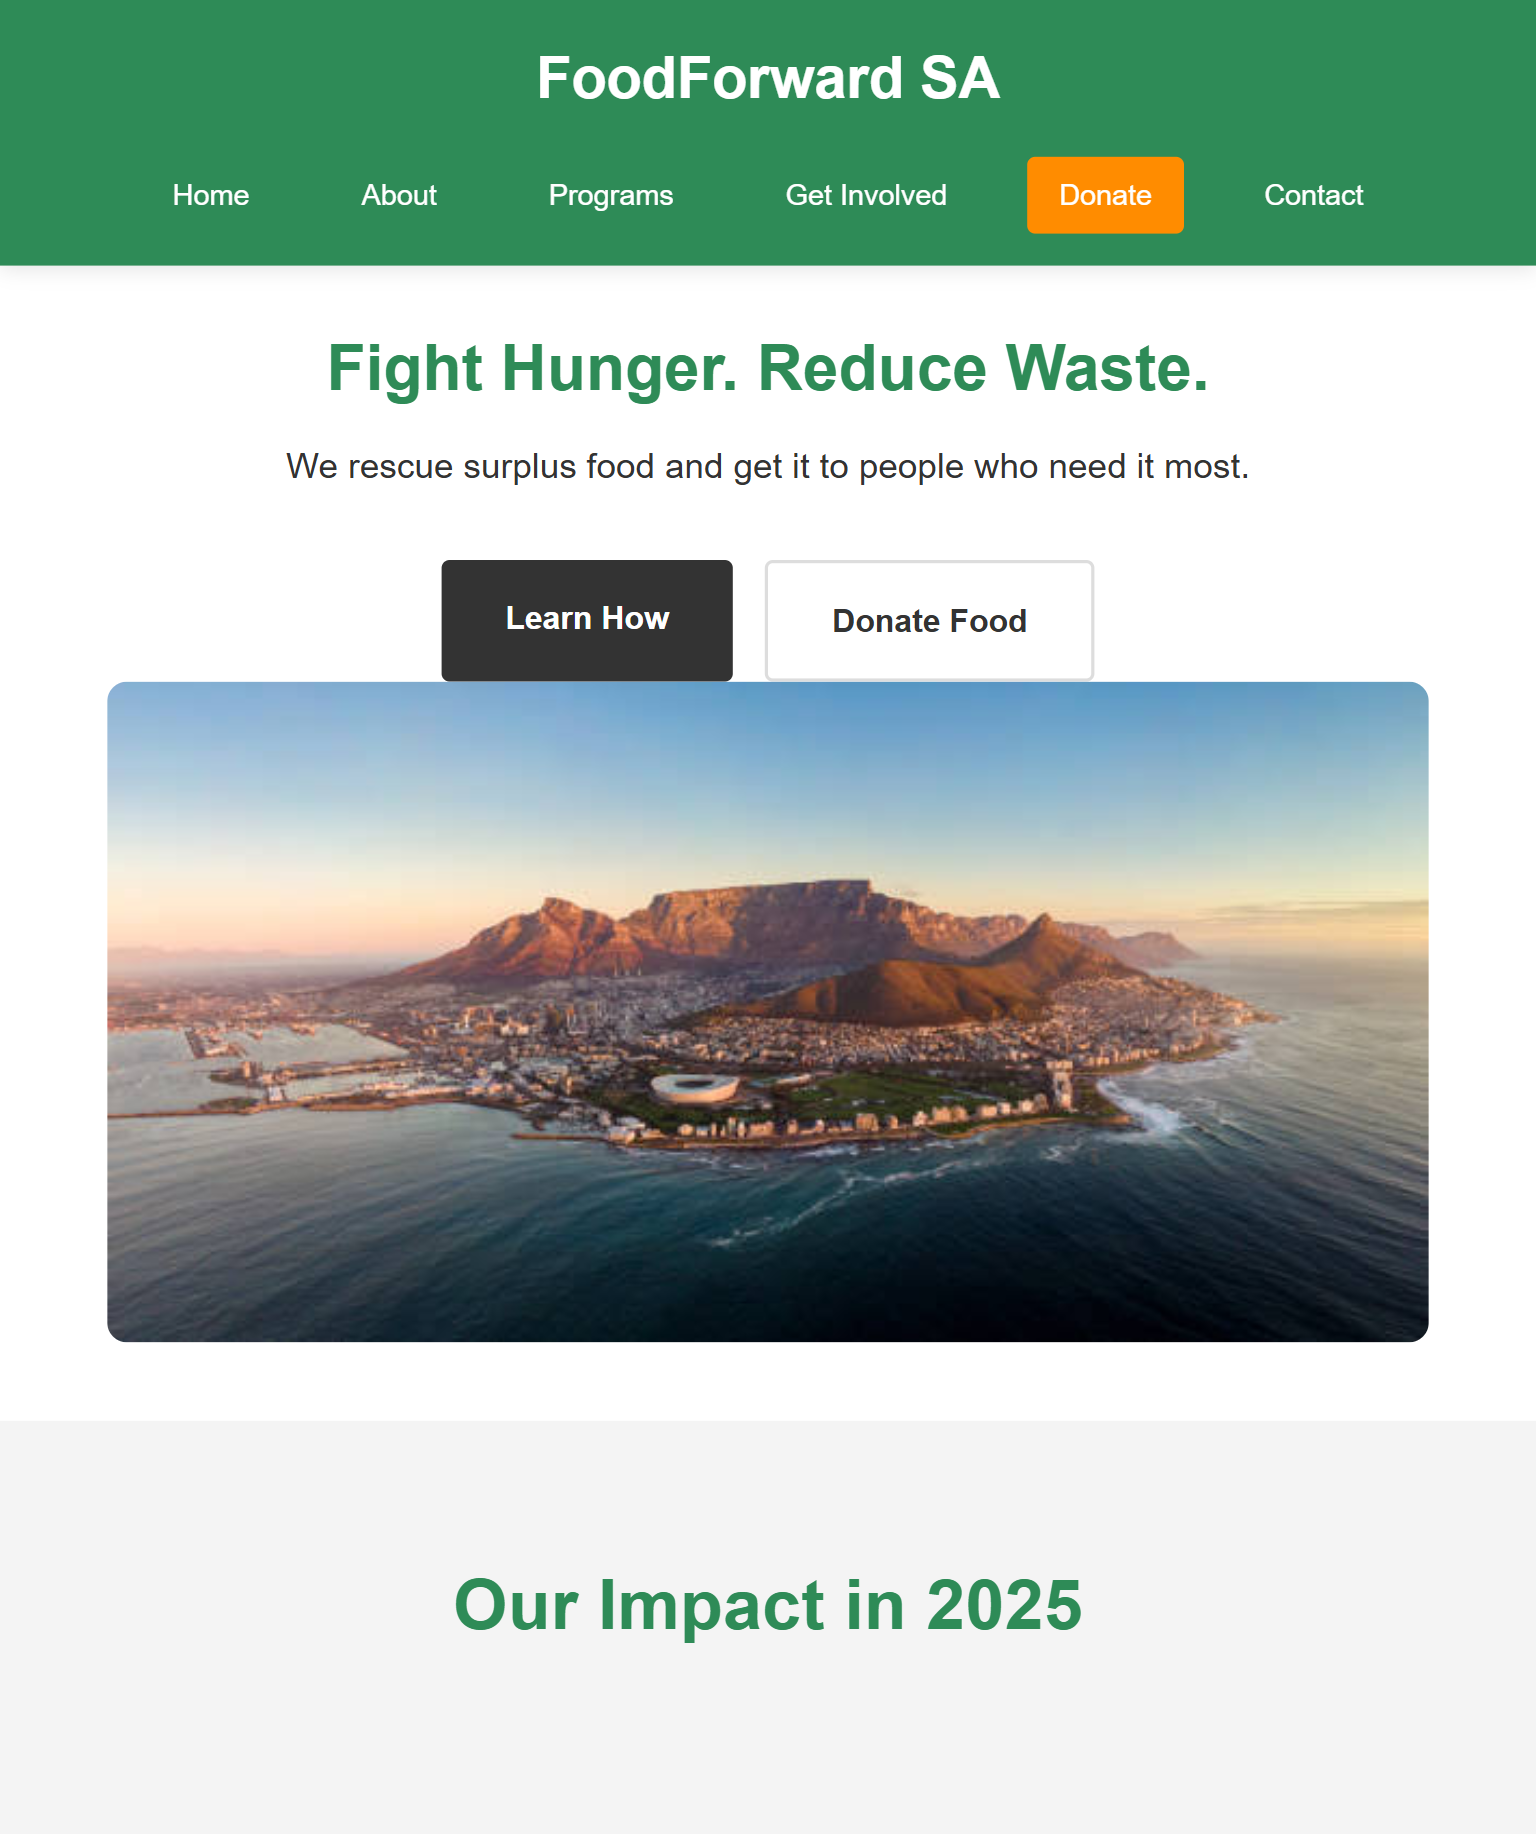 FoodForward SA
Home About Programs Get Involved Donate Contact
Fight Hunger. Reduce Waste.
We rescue surplus food and get it to people who need it most.
Learn How Donate Food
Our Impact in 2025